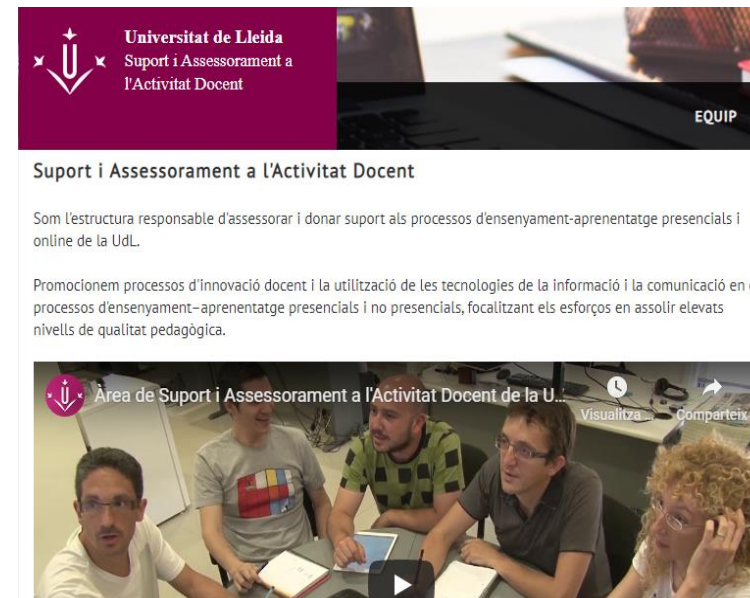 Universitat de Lleida
Suport i Assessorament a
l'Activitat Docent
EQUIP
Suport i Assessorament a l'Activitat Docent
Som l'estructura responsable d'assessorar i donar suport als processos d'ensenyament-aprenentatge presencials i
online de la UdL.
Promocionem processos d'innovació docent i la utilització de les tecnologies de la informació i la comunicació en
processos d'ensenyament–aprenentatge presencials i no presencials, focalitzant els esforços en assolir elevats
nivells de qualitat pedagògica.
Àrea de Suport i Assessorament a l'Activitat Docent de la U...
Visualitza ...
Comparteix